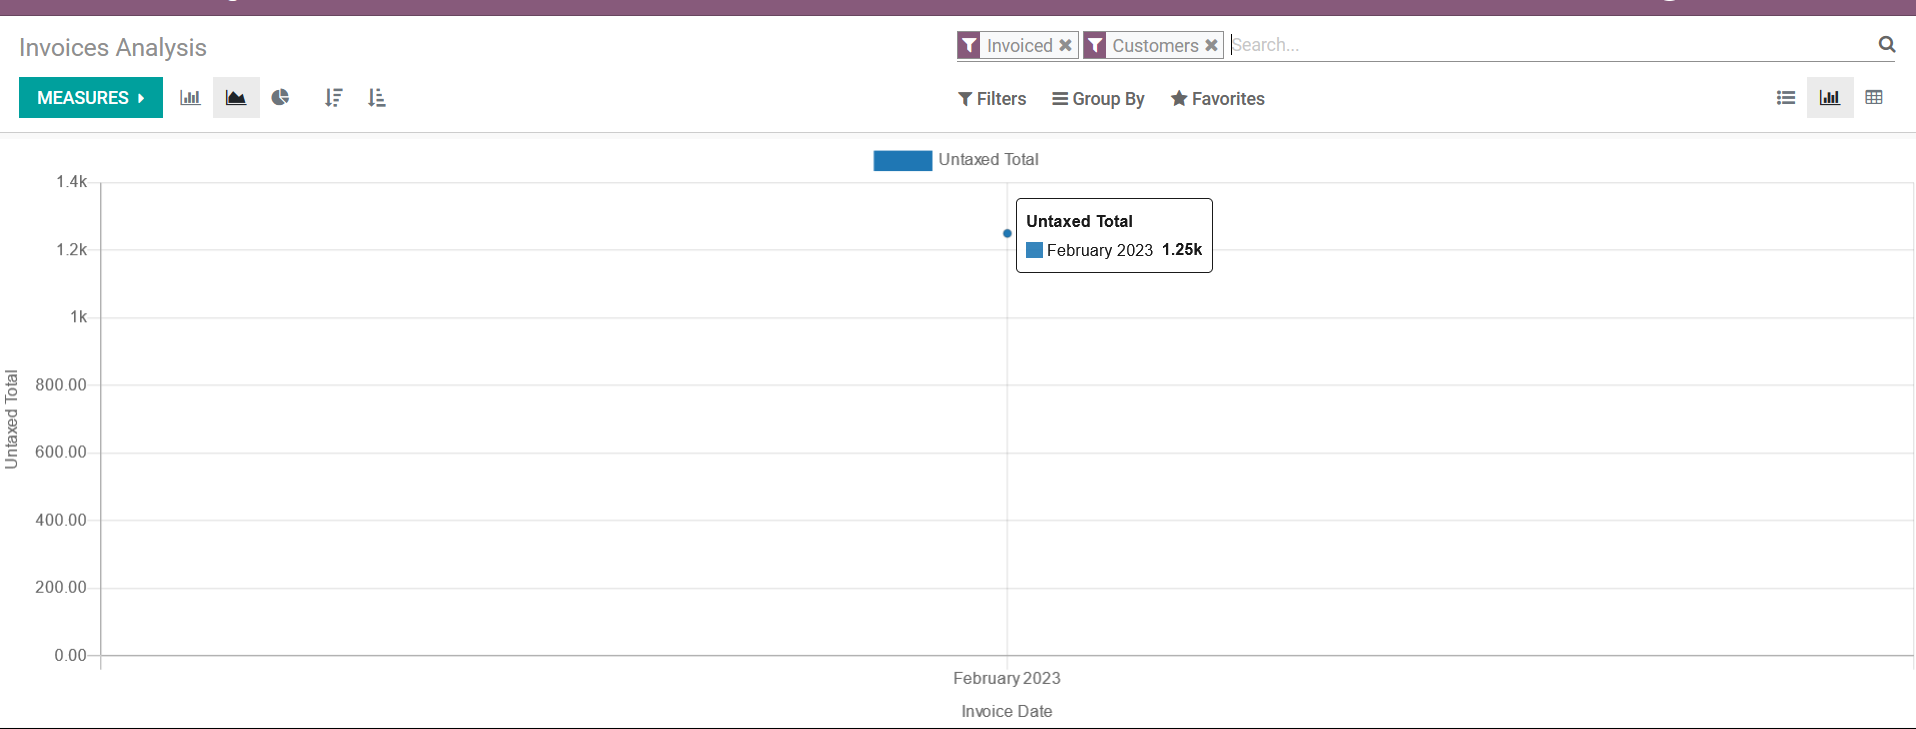 Invoices Analysis
Invoiced
Customers
Search...
MEASURES
Filters
Group By
Favorites
Untaxed Total
1.4k
1.2k
1k
800.00
600.00
400.00
200.00
0.00
Untaxed Total
Untaxed Total
February 2023 1.25k
February 2023
Invoice Date